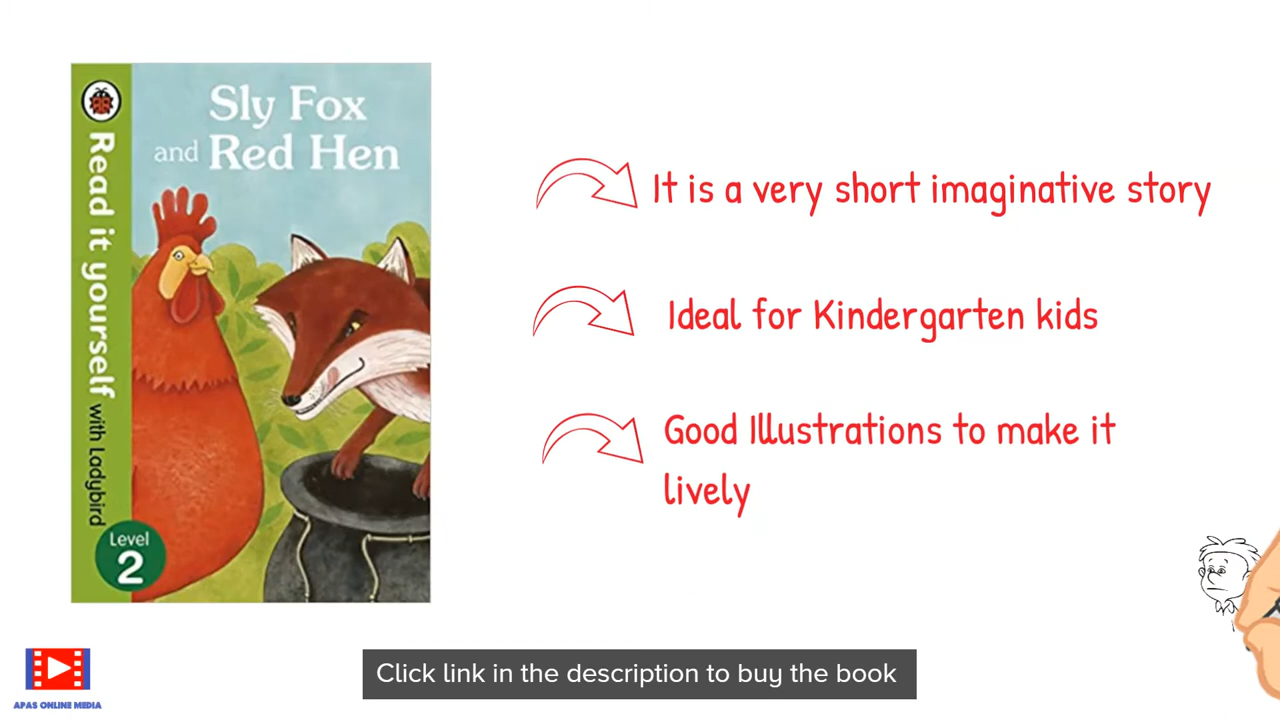 Sly Fox
and Red Hen
Read it yourself with Ladybird
Level
2
It is a very short imaginative story
Ideal for Kindergarten kids
Good Illustrations to make it
lively
APAS ONLINE MEDIA
Click link in the description to buy the book